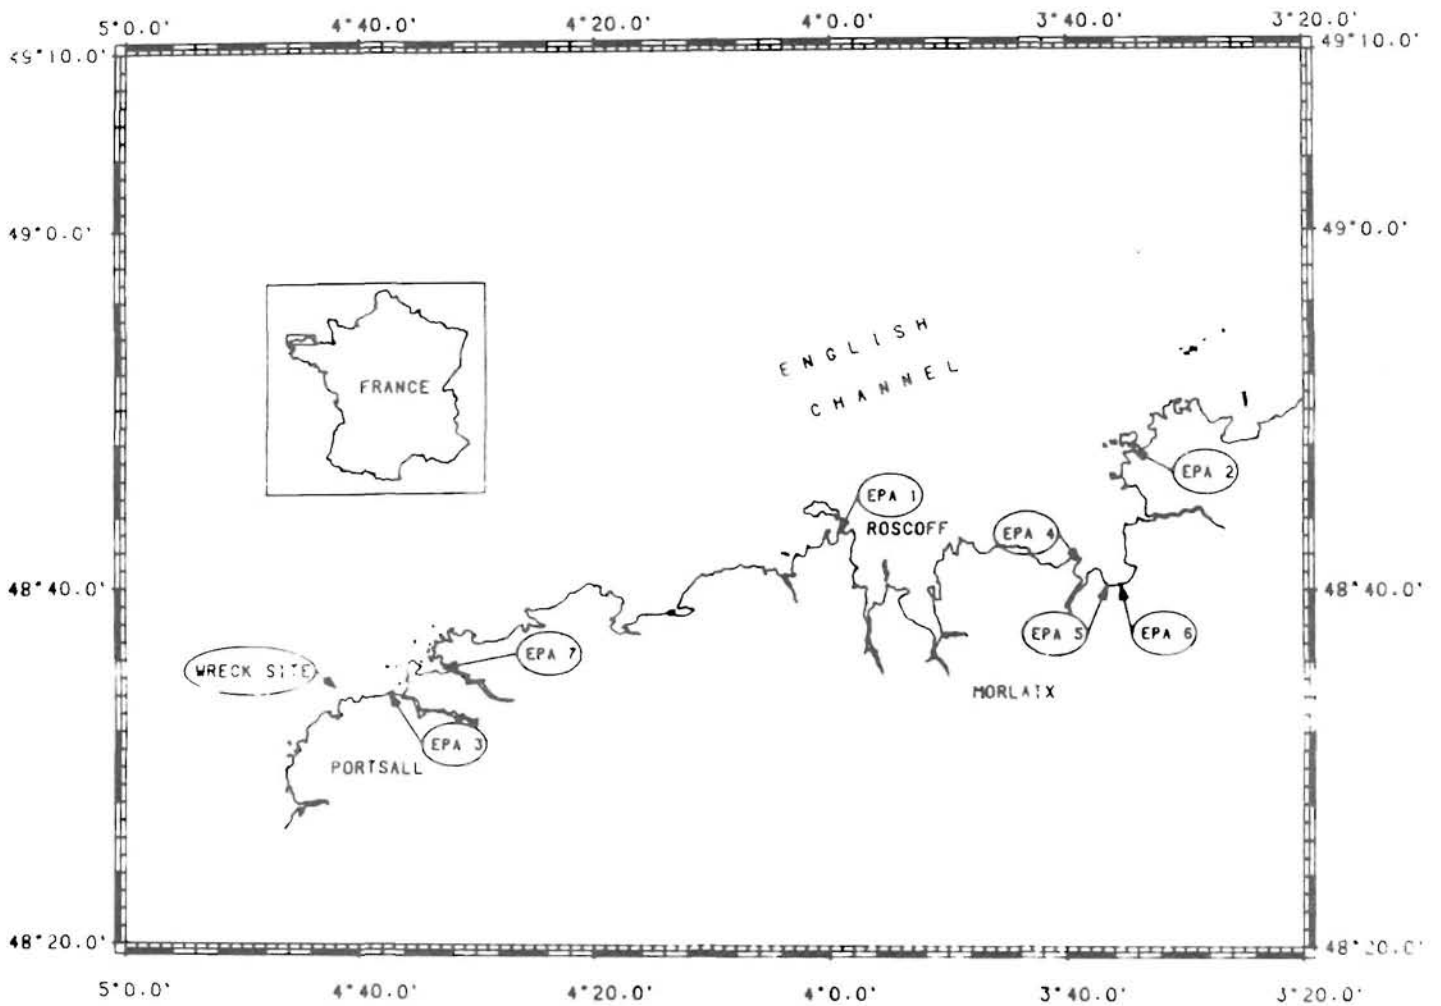 5°0.0' 4°40.0' 4°20.0' 4°0.0' 3°40.0' 3°20.0'
49°10.0' 49°10.0'
49°0.0' 49°0.0'
ENGLISH
CHANNEL
FRANCE
EPA 2
EPA 1
ROSCOFF
EPA 4
48°40.0' 48°40.0'
EPA 5 EPA 6
EPA 7
WRECK SITE
MORLAIX
EPA 3
PORTSALL
48°20.0' 48°20.0'
5°0.0' 4°40.0' 4°20.0' 4°0.0' 3°40.0' 3°20.0'